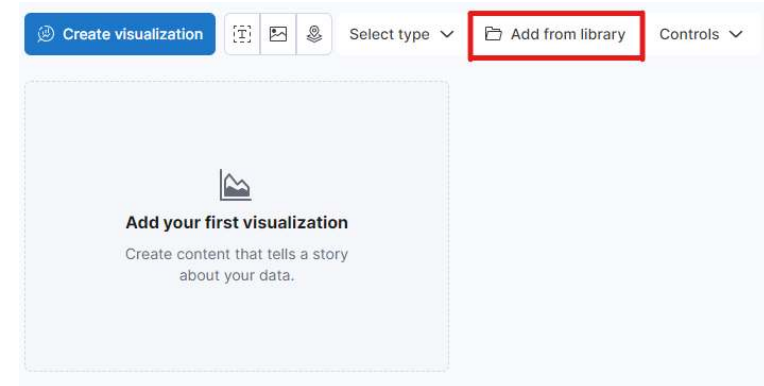 Create visualization
Select type
Add from library
Controls
Add your first visualization
Create content that tells a story
about your data.